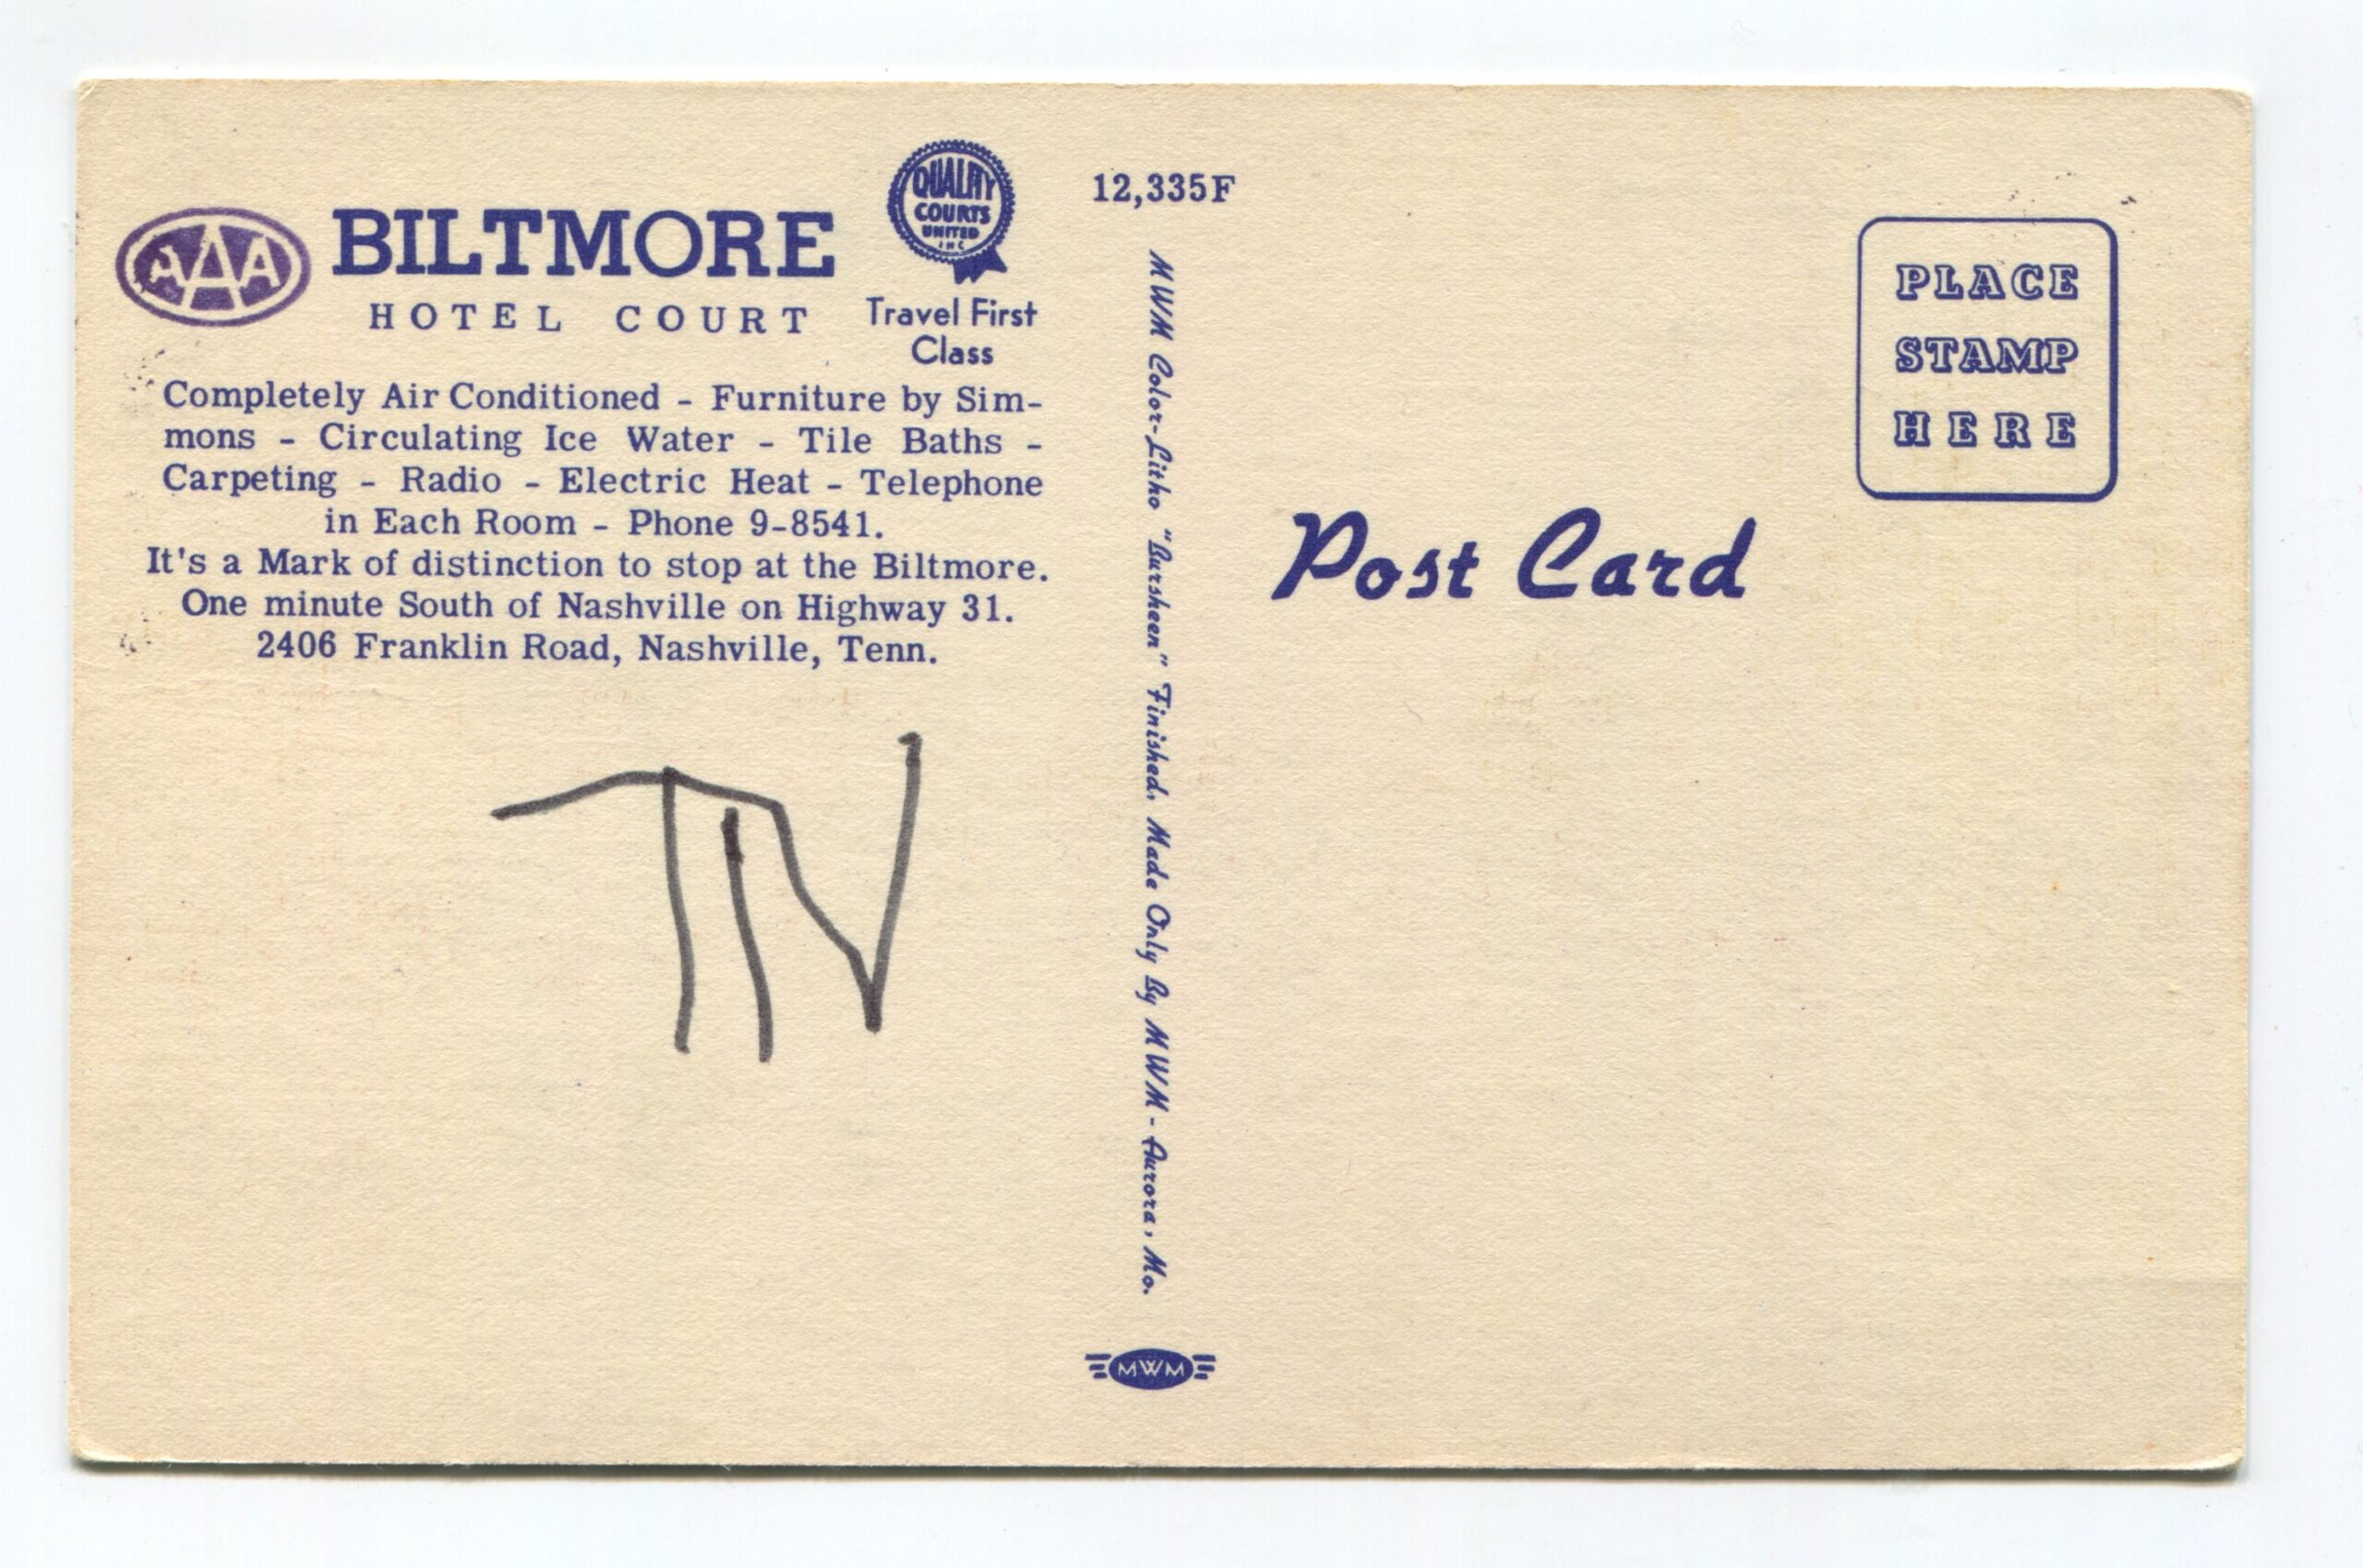 AAA
BILTMORE
HOTEL COURT
QUALITY
COURTS
UNITED
INC
Travel First
Class
Completely Air Conditioned - Furniture by Sim-
mons - Circulating Ice Water - Tile Baths -
Carpeting - Radio - Electric Heat - Telephone
in Each Room - Phone 9-8541.
It's a Mark of distinction to stop at the Biltmore.
One minute South of Nashville on Highway 31.
2406 Franklin Road, Nashville, Tenn.
TN
12,335F
MWM Color-Litho "Bursheen" Finished. Made Only By MWM - Aurora, Mo.
MWM
PLACE
STAMP
HERE
Post Card